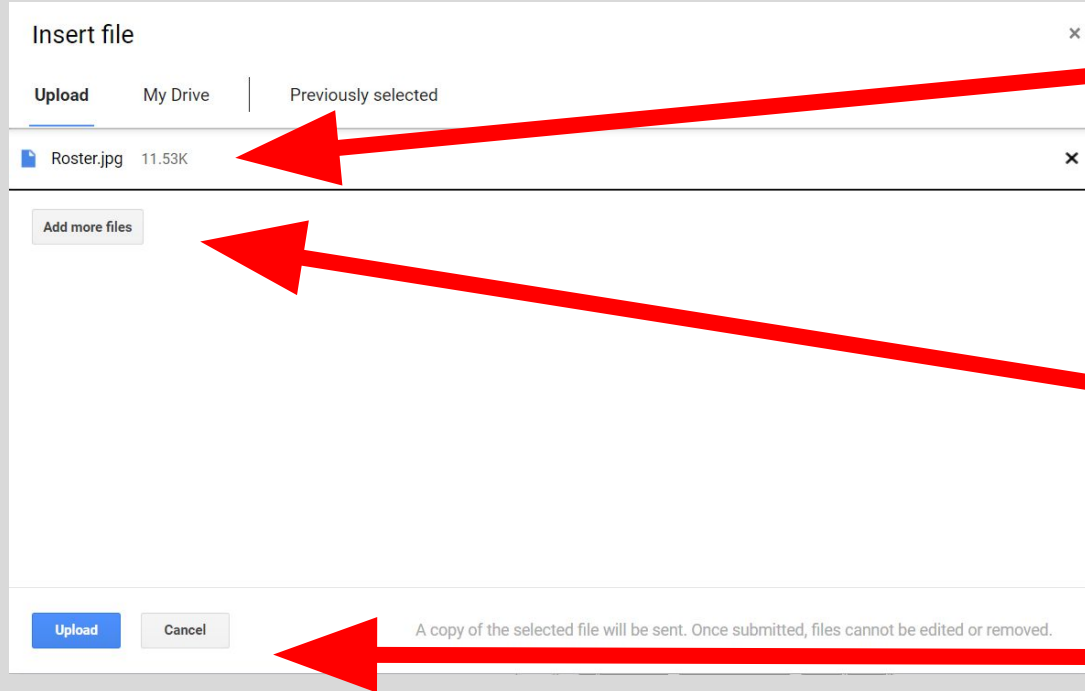 Insert file ×
Upload My Drive Previously selected
Roster.jpg 11.53K ×
Add more files
Upload Cancel A copy of the selected file will be sent. Once submitted, files cannot be edited or removed.